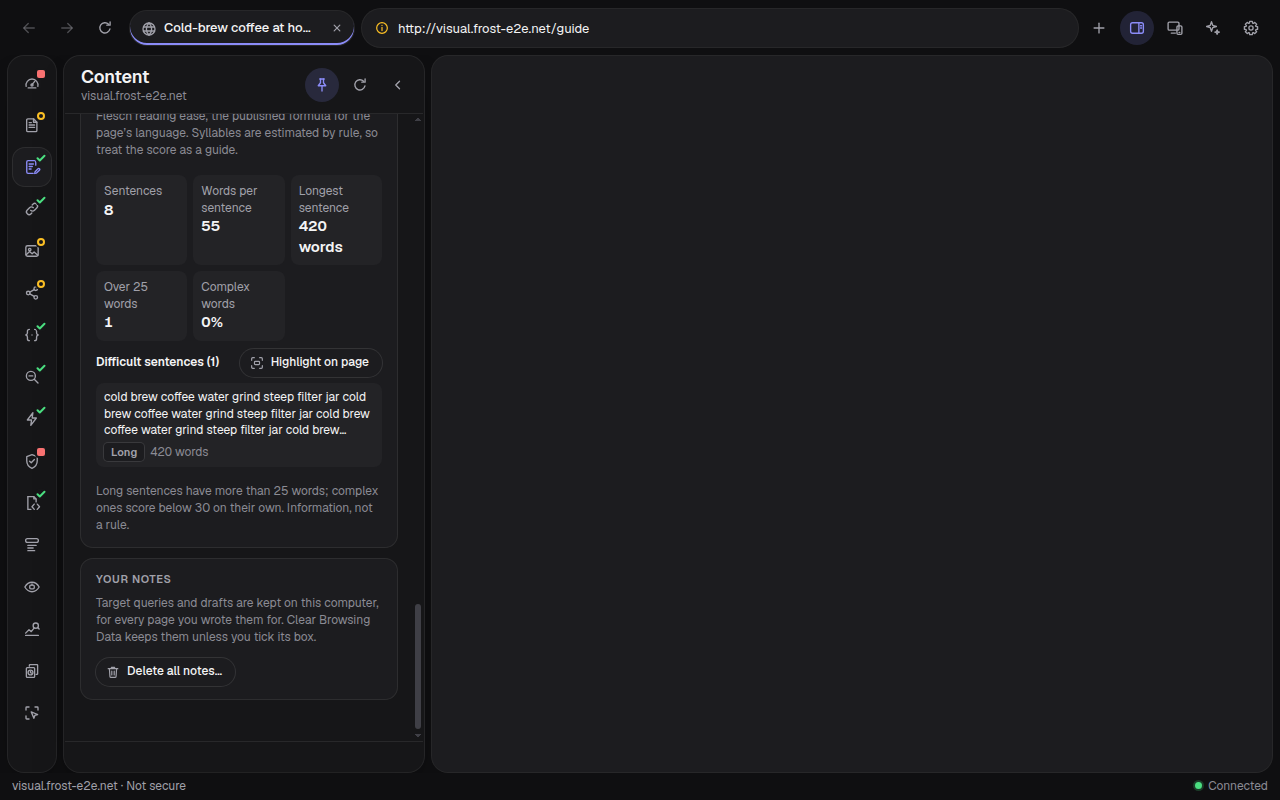 Cold-brew coffee at ho...
http://visual.frost-e2e.net/guide
Content
visual.frost-e2e.net
Flesch reading ease, the published formula for the
page's language. Syllables are estimated by rule, so
treat the score as a guide.
Sentences
8
Words per
sentence
55
Longest
sentence
420
words
Over 25
words
1
Complex
words
0%
Difficult sentences (1)
Highlight on page
cold brew coffee water grind steep filter jar cold
brew coffee water grind steep filter jar cold brew
coffee water grind steep filter jar cold brew...
Long 420 words
Long sentences have more than 25 words; complex
ones score below 30 on their own. Information, not
a rule.
YOUR NOTES
Target queries and drafts are kept on this computer,
for every page you wrote them for. Clear Browsing
Data keeps them unless you tick its box.
Delete all notes...
visual.frost-e2e.net · Not secure
Connected